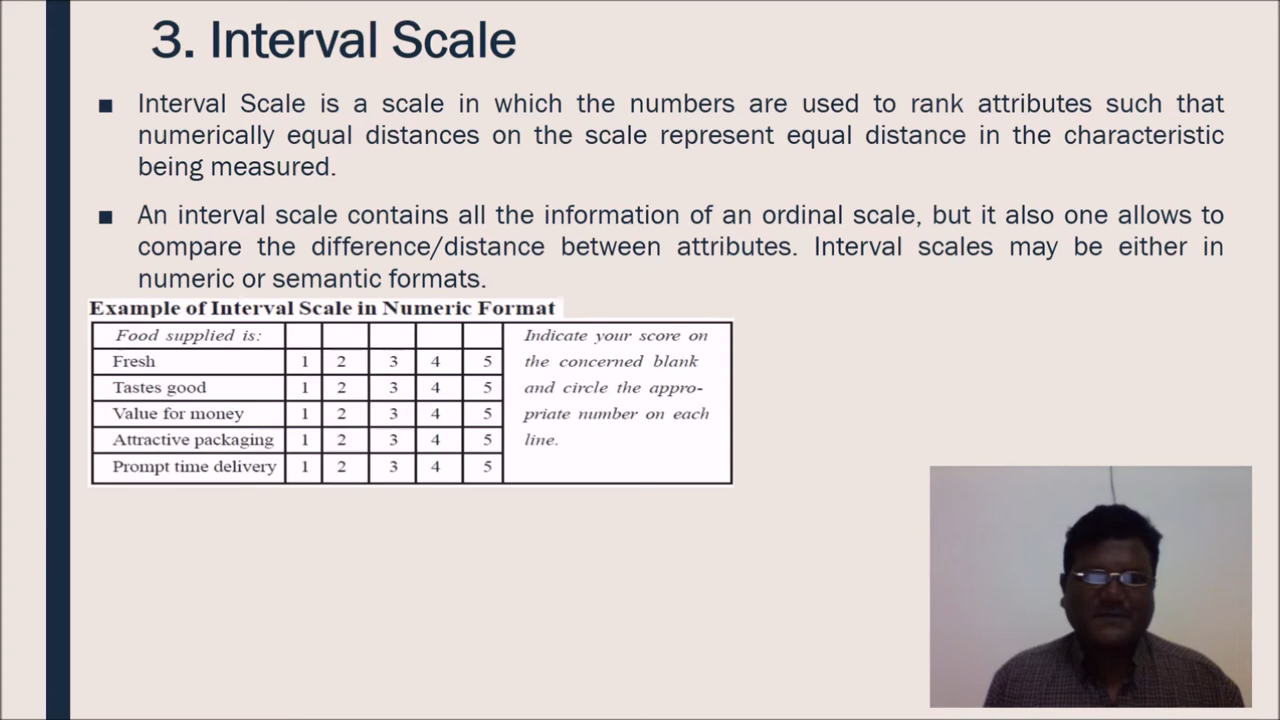 3. Interval Scale
■ Interval Scale is a scale in which the numbers are used to rank attributes such that
numerically equal distances on the scale represent equal distance in the characteristic
being measured.
■ An interval scale contains all the information of an ordinal scale, but it also one allows to
compare the difference/distance between attributes. Interval scales may be either in
numeric or semantic formats.
Example of Interval Scale in Numeric Format
Food supplied is: Indicate your score on
Fresh 1 2 3 4 5 the concerned blank
Tastes good 1 2 3 4 5 and circle the appro-
Value for money 1 2 3 4 5 priate number on each
Attractive packaging 1 2 3 4 5 line.
Prompt time delivery 1 2 3 4 5